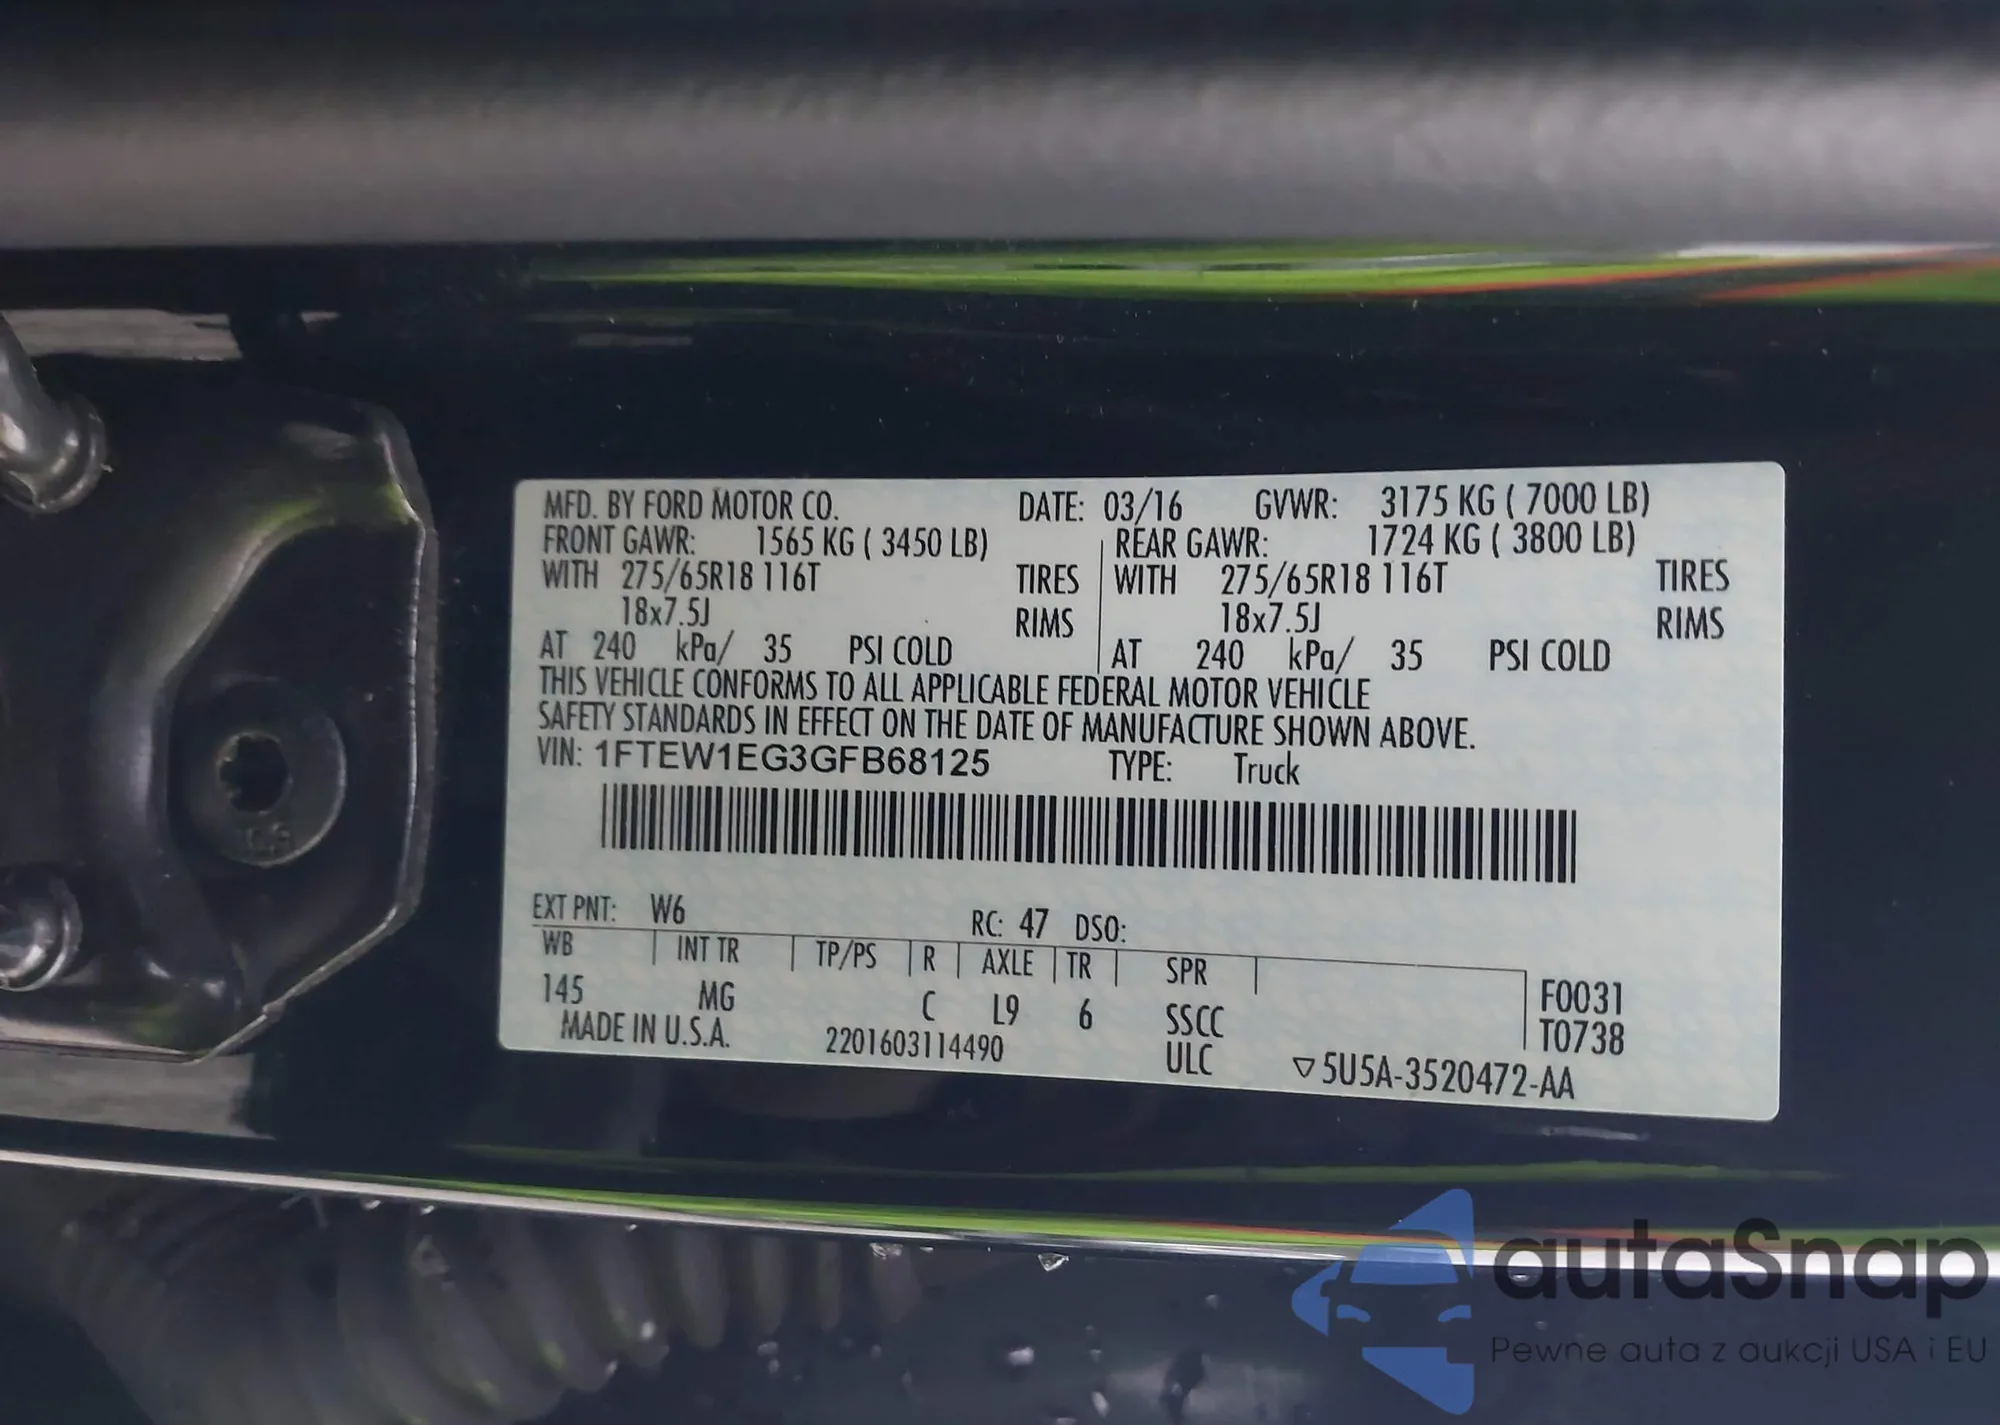 MFD. BY FORD MOTOR CO. DATE: 03/16 GVWR: 3175 KG ( 7000 LB)
FRONT GAWR: 1565 KG ( 3450 LB) REAR GAWR: 1724 KG ( 3800 LB)
WITH 275/65R18 116T TIRES WITH 275/65R18 116T TIRES
18x7.5J RIMS 18x7.5J RIMS
AT 240 kPa/ 35 PSI COLD AT 240 kPa/ 35 PSI COLD
THIS VEHICLE CONFORMS TO ALL APPLICABLE FEDERAL MOTOR VEHICLE
SAFETY STANDARDS IN EFFECT ON THE DATE OF MANUFACTURE SHOWN ABOVE.
VIN: 1FTEW1EG3GFB68125 TYPE: Truck
EXT PNT: W6 RC: 47 DSO:
WB INT TR TP/PS R AXLE TR SPR
145 MG C L9 6 SSCC F0031
MADE IN U.S.A. 2201603114490 ULC T0738
▽5U5A-3520472-AA
autaSnap
Pewne auta z aukcji USA i EU